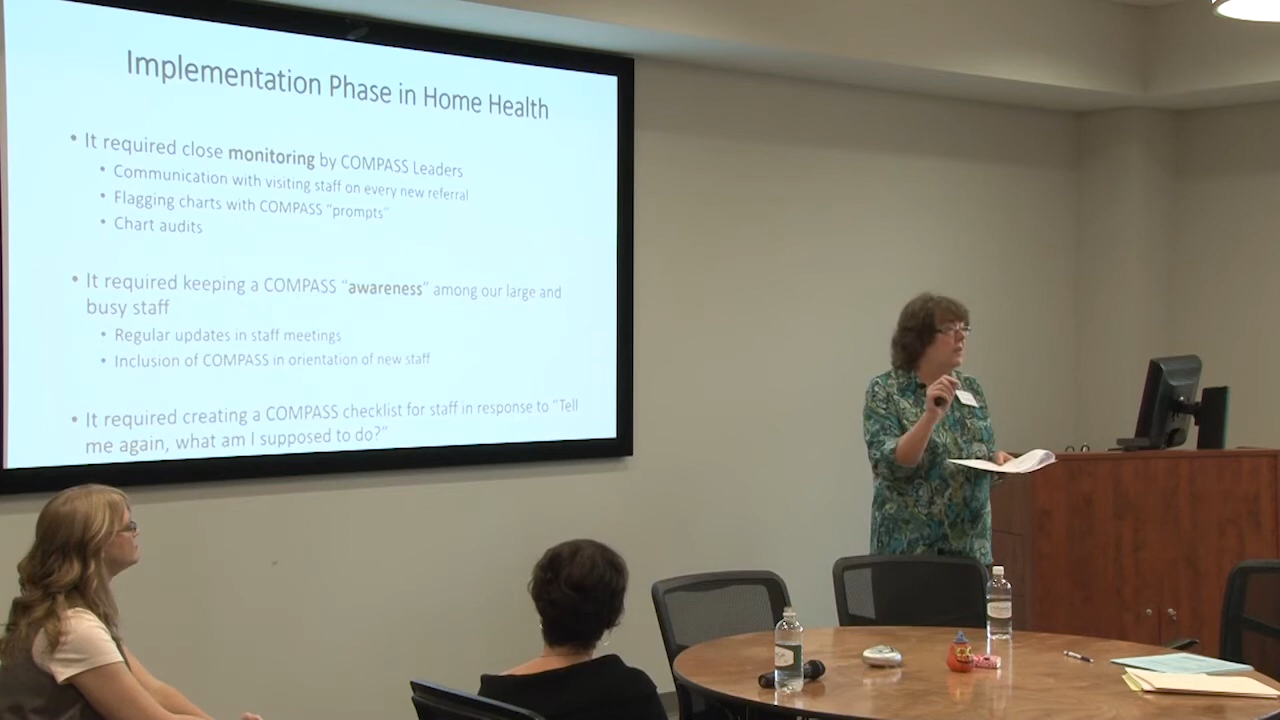 Implementation Phase in Home Health
• It required close monitoring by COMPASS Leaders
• Communication with visiting staff on every new referral
• Flagging charts with COMPASS “prompts”
• Chart audits
• It required keeping a COMPASS “awareness” among our large and
busy staff
• Regular updates in staff meetings
• Inclusion of COMPASS in orientation of new staff
• It required creating a COMPASS checklist for staff in response to “Tell
me again, what am I supposed to do?”